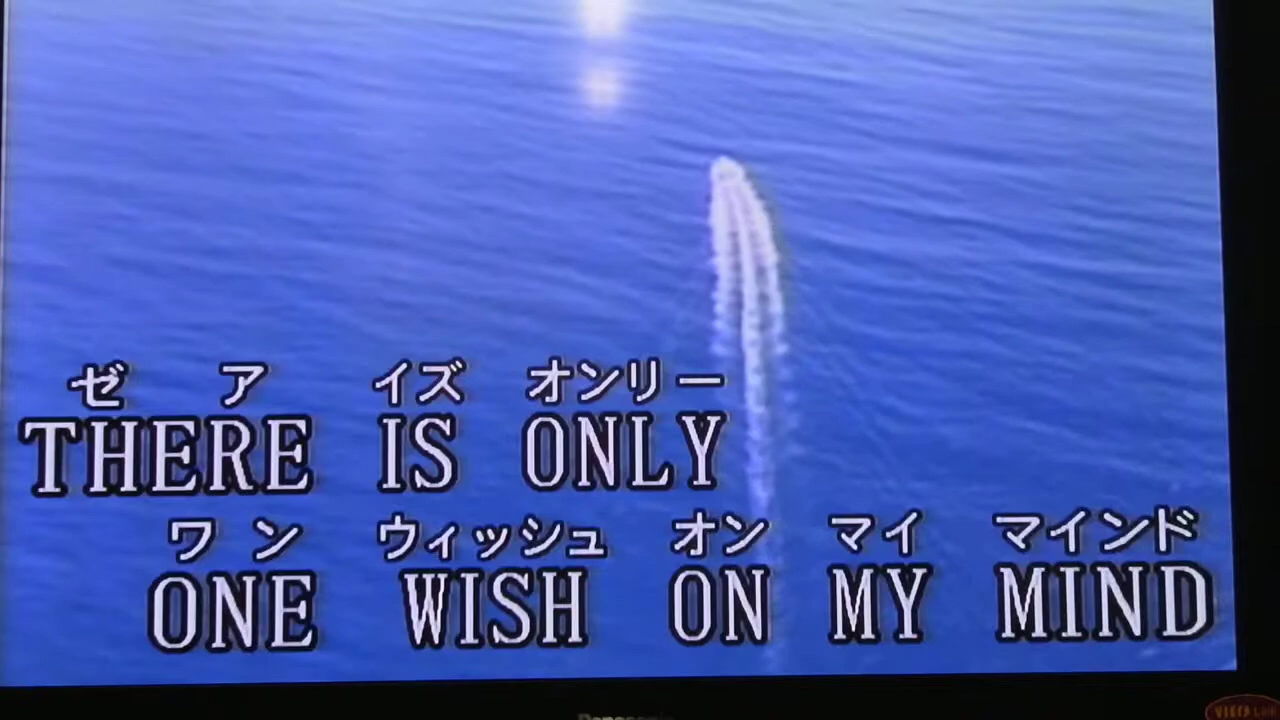 ゼア イズ オンリー
THERE IS ONLY
ワン ウィッシュ オン マイ マインド
ONE WISH ON MY MIND
Panasonic